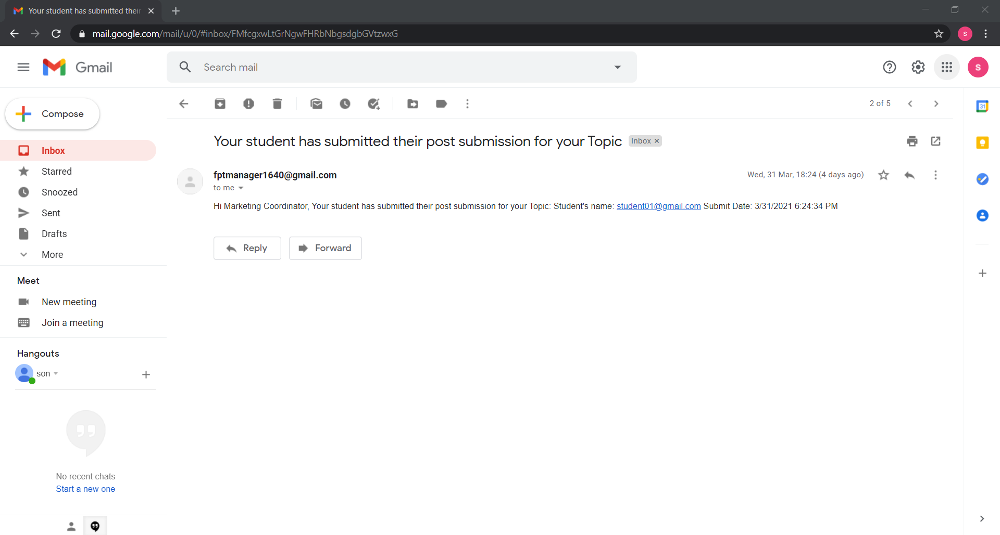 Your student has submitted their
mail.google.com/mail/u/0/#inbox/FMfcgxwLtGrNgwFHRbNbgsdgbGVtzwxG
S
Gmail
Search mail
S
Compose
2 of 5
31
Your student has submitted their post submission for your Topic Inbox ×
Inbox
Starred
Snoozed
Sent
Drafts
More
fptmanager1640@gmail.com
Wed, 31 Mar, 18:24 (4 days ago)
to me
Hi Marketing Coordinator, Your student has submitted their post submission for your Topic: Student's name: student01@gmail.com Submit Date: 3/31/2021 6:24:34 PM
Reply
Forward
Meet
New meeting
Join a meeting
Hangouts
son
No recent chats
Start a new one